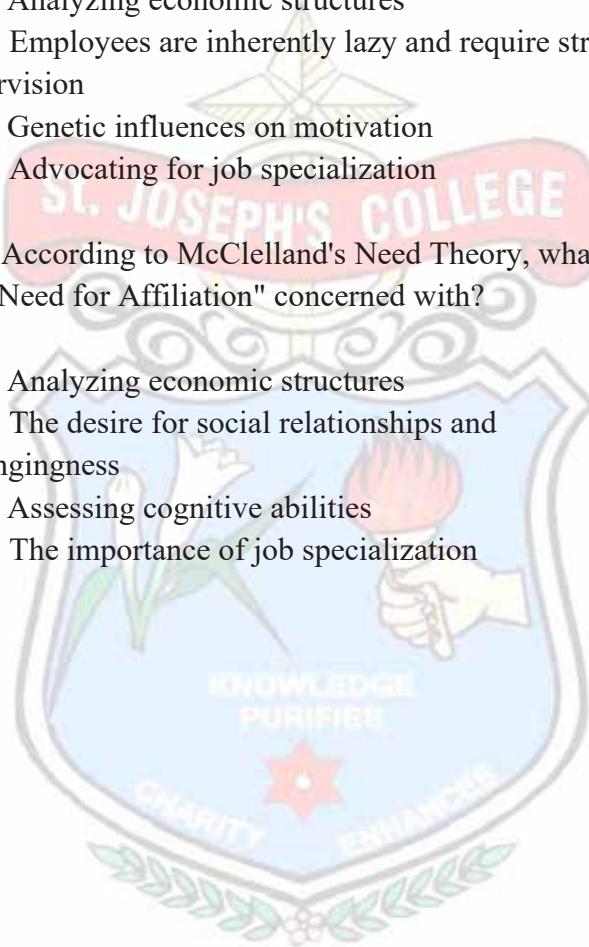 Analyzing economic structures
Employees are inherently lazy and require str
rvision
Genetic influences on motivation
Advocating for job specialization
ST. JOSEPH'S COLLEGE
According to McClelland's Need Theory, wha
Need for Affiliation" concerned with?
Analyzing economic structures
The desire for social relationships and
ngingness
Assessing cognitive abilities
The importance of job specialization
KNOWLEDGE
PURIFIES
CHARITY ENHANCES